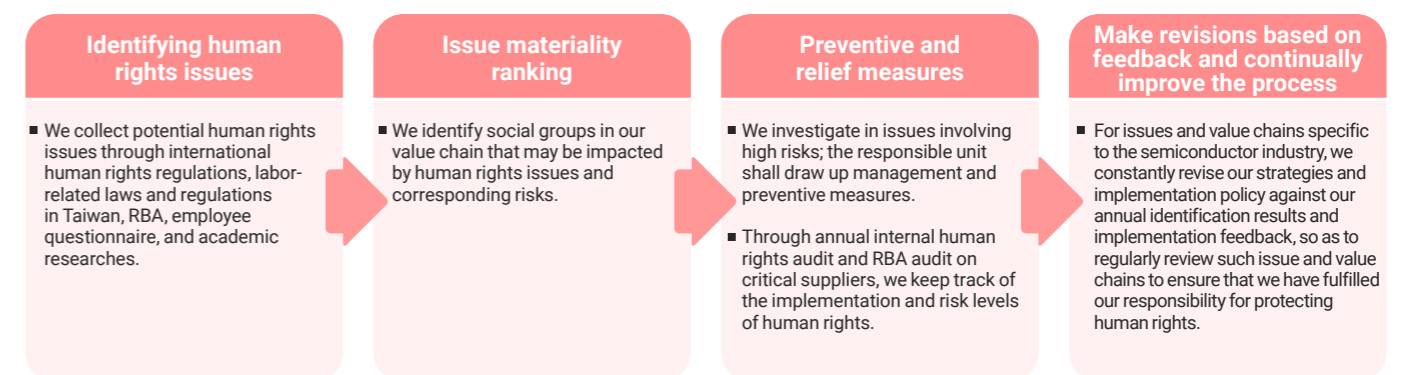 Identifying human
rights issues
■ We collect potential human rights
issues through international
human rights regulations, labor-
related laws and regulations
in Taiwan, RBA, employee
questionnaire, and academic
researches.
Issue materiality
ranking
■ We identify social groups in our
value chain that may be impacted
by human rights issues and
corresponding risks.
Preventive and
relief measures
■ We investigate in issues involving
high risks; the responsible unit
shall draw up management and
preventive measures.
■ Through annual internal human
rights audit and RBA audit on
critical suppliers, we keep track of
the implementation and risk levels
of human rights.
Make revisions based on
feedback and continually
improve the process
■ For issues and value chains specific
to the semiconductor industry, we
constantly revise our strategies and
implementation policy against our
annual identification results and
implementation feedback, so as to
regularly review such issue and value
chains to ensure that we have fulfilled
our responsibility for protecting
human rights.